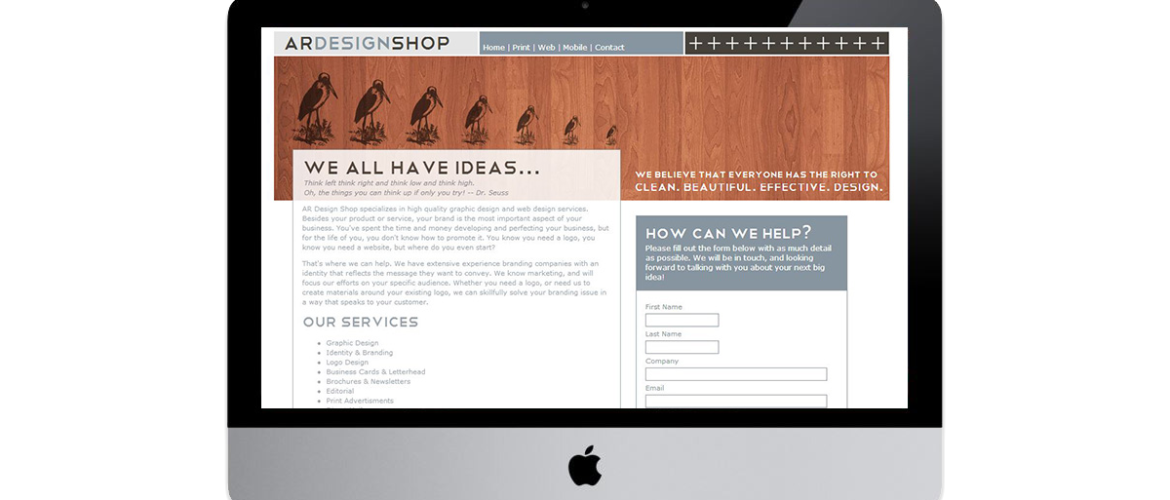 ARDESIGNSHOP
Home | Print | Web | Mobile | Contact
WE ALL HAVE IDEAS...
Think left think right and think low and think high.
Oh, the things you can think up if only you try! -- Dr. Seuss
WE BELIEVE THAT EVERYONE HAS THE RIGHT TO
CLEAN. BEAUTIFUL. EFFECTIVE. DESIGN.
AR Design Shop specializes in high quality graphic design and web design services.
Besides your product or service, your brand is the most important aspect of your
business. You've spent the time and money developing and perfecting your business, but
for the life of you, you don't know how to promote it. You know you need a logo, you
know you need a website, but where do you even start?
That's where we can help. We have extensive experience branding companies with an
identity that reflects the message they want to convey. We know marketing, and will
focus our efforts on your specific audience. Whether you need a logo, or need us to
create materials around your existing logo, we can skillfully solve your branding issue in
a way that speaks to your customer.
OUR SERVICES
Graphic Design
Identity & Branding
Logo Design
Business Cards & Letterhead
Brochures & Newsletters
Editorial
Print Advertisments
HOW CAN WE HELP?
Please fill out the form below with as much detail
as possible. We will be in touch, and looking
forward to talking with you about your next big
idea!
First Name
Last Name
Company
Email